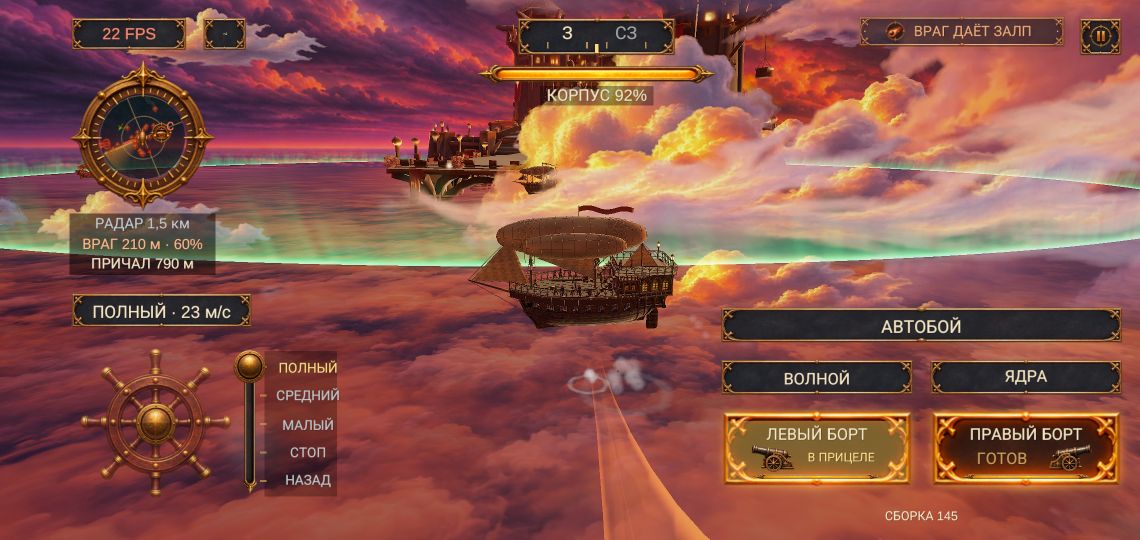 22 FPS
З СЗ
ВРАГ ДАЁТ ЗАЛП
КОРПУС 92%
РАДАР 1,5 км
ВРАГ 210 м · 60%
ПРИЧАЛ 790 м
ПОЛНЫЙ · 23 м/с
ПОЛНЫЙ
СРЕДНИЙ
МАЛЫЙ
СТОП
НАЗАД
АВТОБОЙ
ВОЛНОЙ
ЯДРА
ЛЕВЫЙ БОРТ
В ПРИЦЕЛЕ
ПРАВЫЙ БОРТ
ГОТОВ
СБОРКА 145